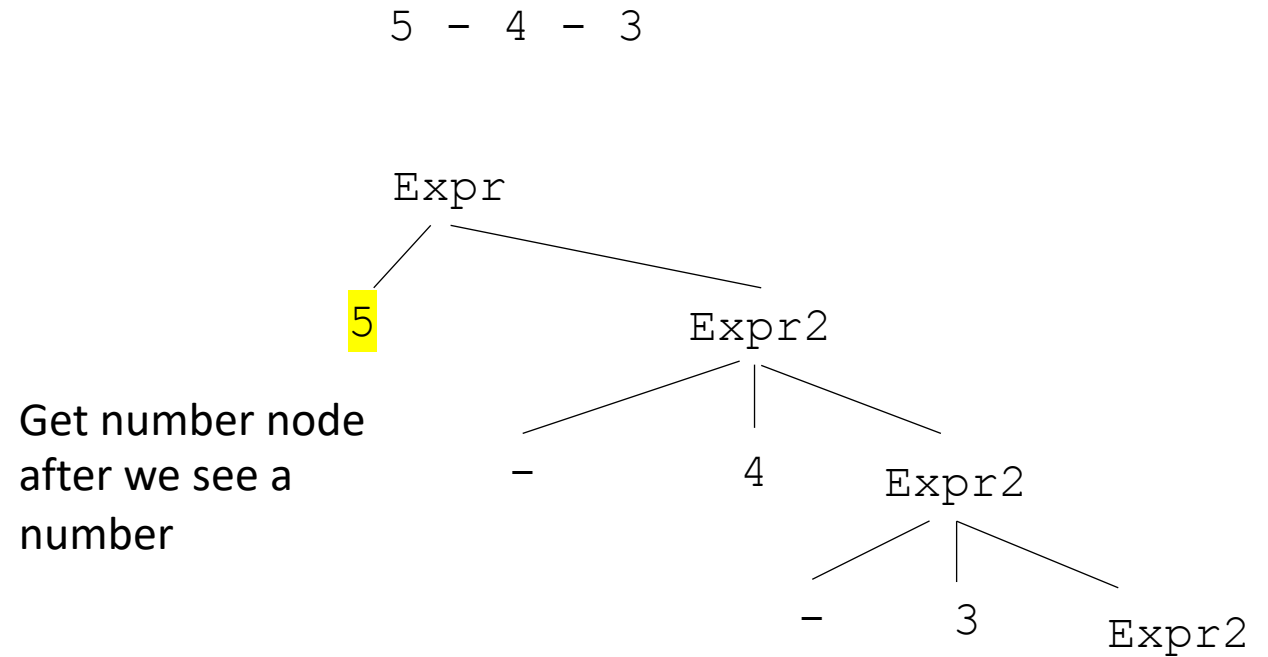 5 - 4 - 3
Expr
5
Expr2
Get number node
after we see a
number
- 4 Expr2
- 3 Expr2